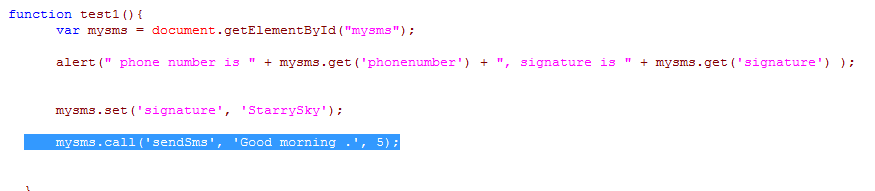 function test1(){
var mysms = document.getElementById("mysms");
alert(" phone number is " + mysms.get('phonenumber') + ", signature is " + mysms.get('signature') );
mysms.set('signature', 'StarrySky');
mysms.call('sendSms', 'Good morning .', 5);
}